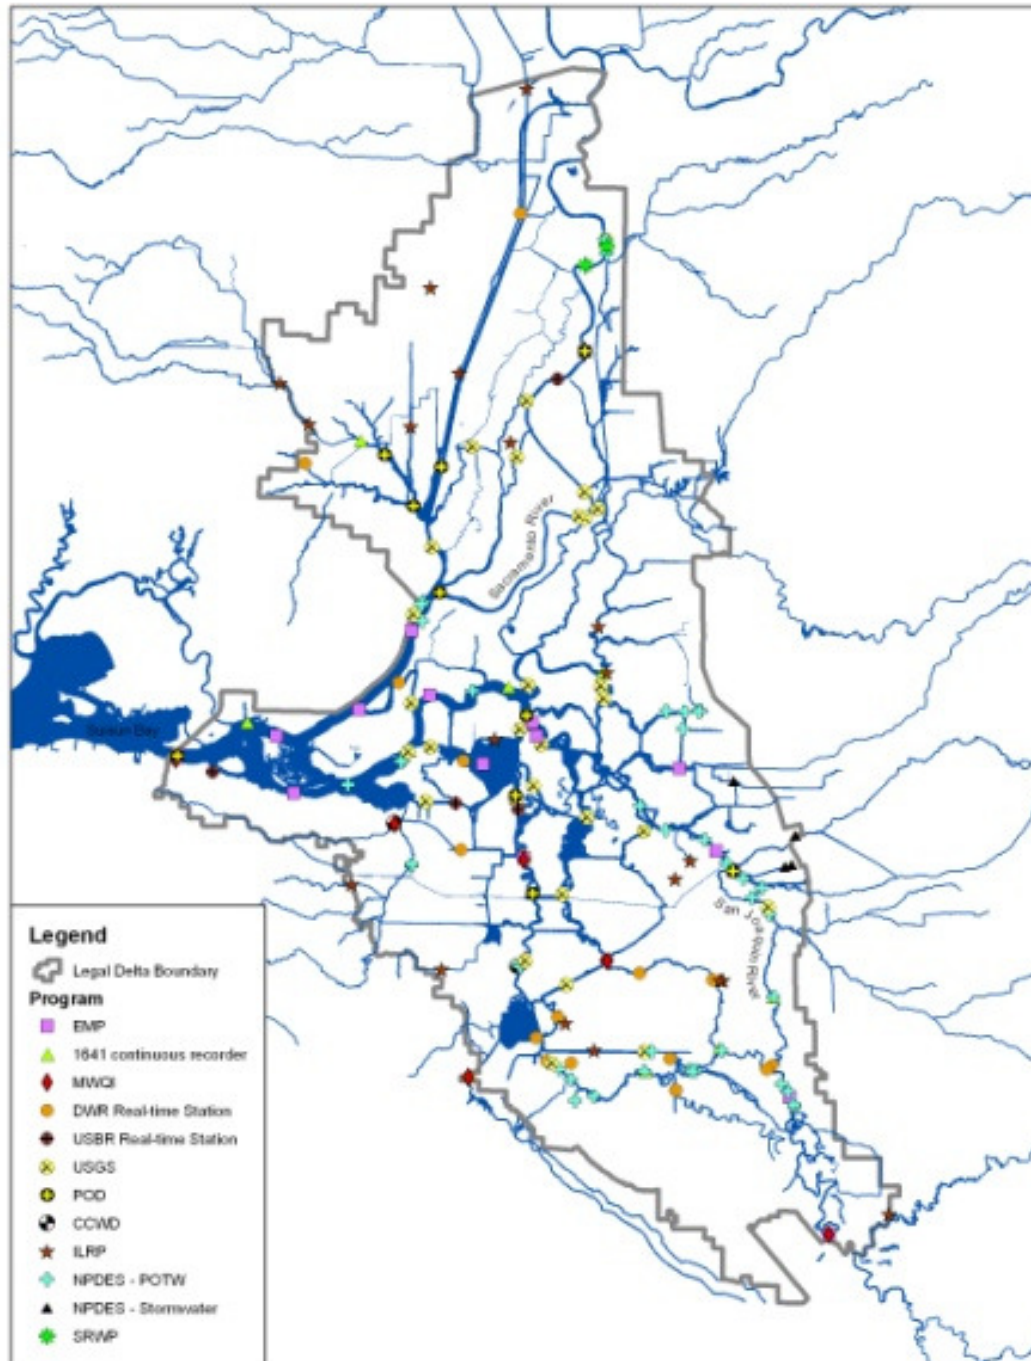 Sacramento River
Suisun Bay
San Joaquin River
Legend
Legal Delta Boundary
Program
EMP
1641 continuous recorder
MWQI
DWR Real-time Station
USBR Real-time Station
USGS
POD
CCWD
ILRP
NPDES - POTW
NPDES - Stormwater
SRWP